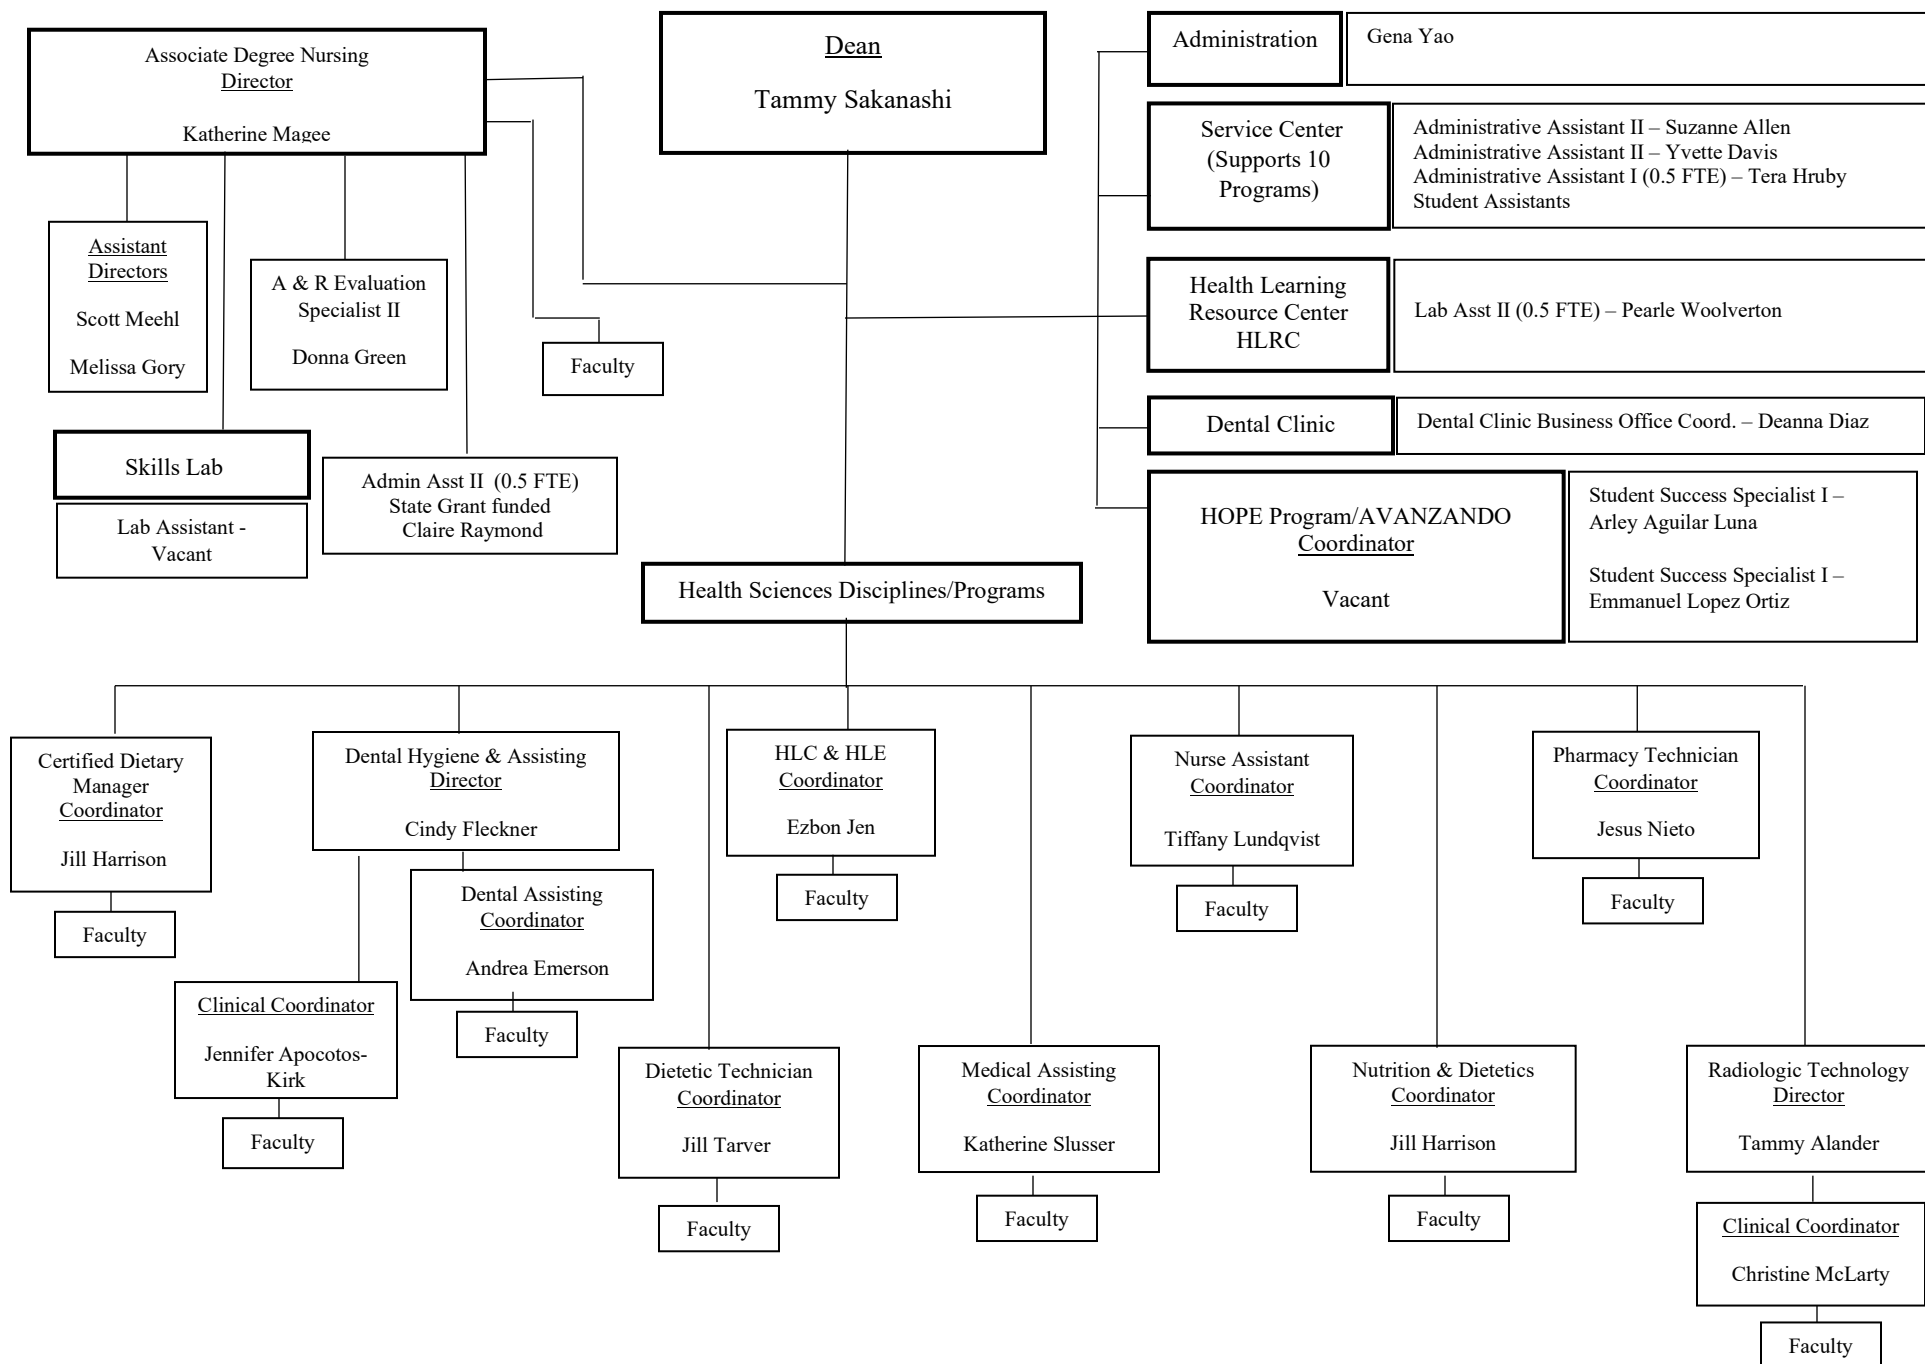 Associate Degree Nursing
Director
Katherine Magee
Dean
Tammy Sakanashi
Administration
Gena Yao
Service Center
(Supports 10
Programs)
Administrative Assistant II – Suzanne Allen
Administrative Assistant II – Yvette Davis
Administrative Assistant I (0.5 FTE) – Tera Hruby
Student Assistants
Assistant
Directors
Scott Meehl
Melissa Gory
A & R Evaluation
Specialist II
Donna Green
Faculty
Health Learning
Resource Center
HLRC
Lab Asst II (0.5 FTE) – Pearle Woolverton
Dental Clinic
Dental Clinic Business Office Coord. – Deanna Diaz
Skills Lab
Lab Assistant -
Vacant
Admin Asst II  (0.5 FTE)
State Grant funded
Claire Raymond
HOPE Program/AVANZANDO
Coordinator
Vacant
Student Success Specialist I –
Arley Aguilar Luna
Student Success Specialist I –
Emmanuel Lopez Ortiz
Health Sciences Disciplines/Programs
Certified Dietary
Manager
Coordinator
Jill Harrison
Faculty
Dental Hygiene & Assisting
Director
Cindy Fleckner
Dental Assisting
Coordinator
Andrea Emerson
Faculty
Clinical Coordinator
Jennifer Apocotos-
Kirk
Faculty
Dietetic Technician
Coordinator
Jill Tarver
Faculty
HLC & HLE
Coordinator
Ezbon Jen
Faculty
Medical Assisting
Coordinator
Katherine Slusser
Faculty
Nurse Assistant
Coordinator
Tiffany Lundqvist
Faculty
Nutrition & Dietetics
Coordinator
Jill Harrison
Faculty
Pharmacy Technician
Coordinator
Jesus Nieto
Faculty
Radiologic Technology
Director
Tammy Alander
Clinical Coordinator
Christine McLarty
Faculty